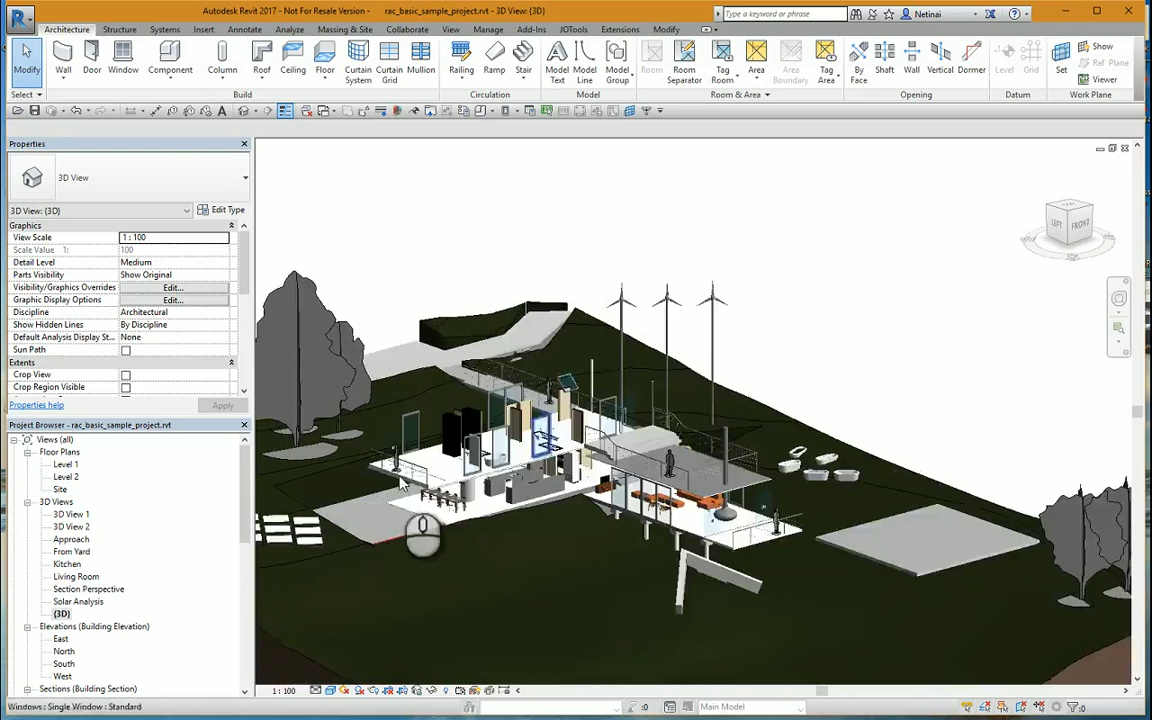 Autodesk Revit 2017 - Not For Resale Version - rac_basic_sample_project.rvt - 3D View: {3D}
Type a keyword or phrase
Netinai
Architecture Structure Systems Insert Annotate Analyze Massing & Site Collaborate View Manage Add-Ins JOTools Extensions Modify
Modify Wall Door Window Component Column Roof Ceiling Floor Curtain System Curtain Grid Mullion Railing Ramp Stair Model Text Model Line Model Group Room Room Separator Tag Room Area Area Boundary Tag Area By Face Shaft Wall Vertical Dormer Level Grid Set Show Ref Plane Viewer
Select Build Circulation Model Room & Area Opening Datum Work Plane
Properties
3D View
3D View: {3D} Edit Type
Graphics
View Scale 1 : 100
Scale Value 1: 100
Detail Level Medium
Parts Visibility Show Original
Visibility/Graphics Overrides Edit...
Graphic Display Options Edit...
Discipline Architectural
Show Hidden Lines By Discipline
Default Analysis Display St... None
Sun Path
Extents
Crop View
Crop Region Visible
Properties help Apply
Project Browser - rac_basic_sample_project.rvt
Views (all)
Floor Plans
Level 1
Level 2
Site
3D Views
3D View 1
3D View 2
Approach
From Yard
Kitchen
Living Room
Section Perspective
Solar Analysis
{3D}
Elevations (Building Elevation)
East
North
South
West
Sections (Building Section)
LEFT FRONT
1 : 100
Windows : Single Window : Standard
:0 Main Model :0